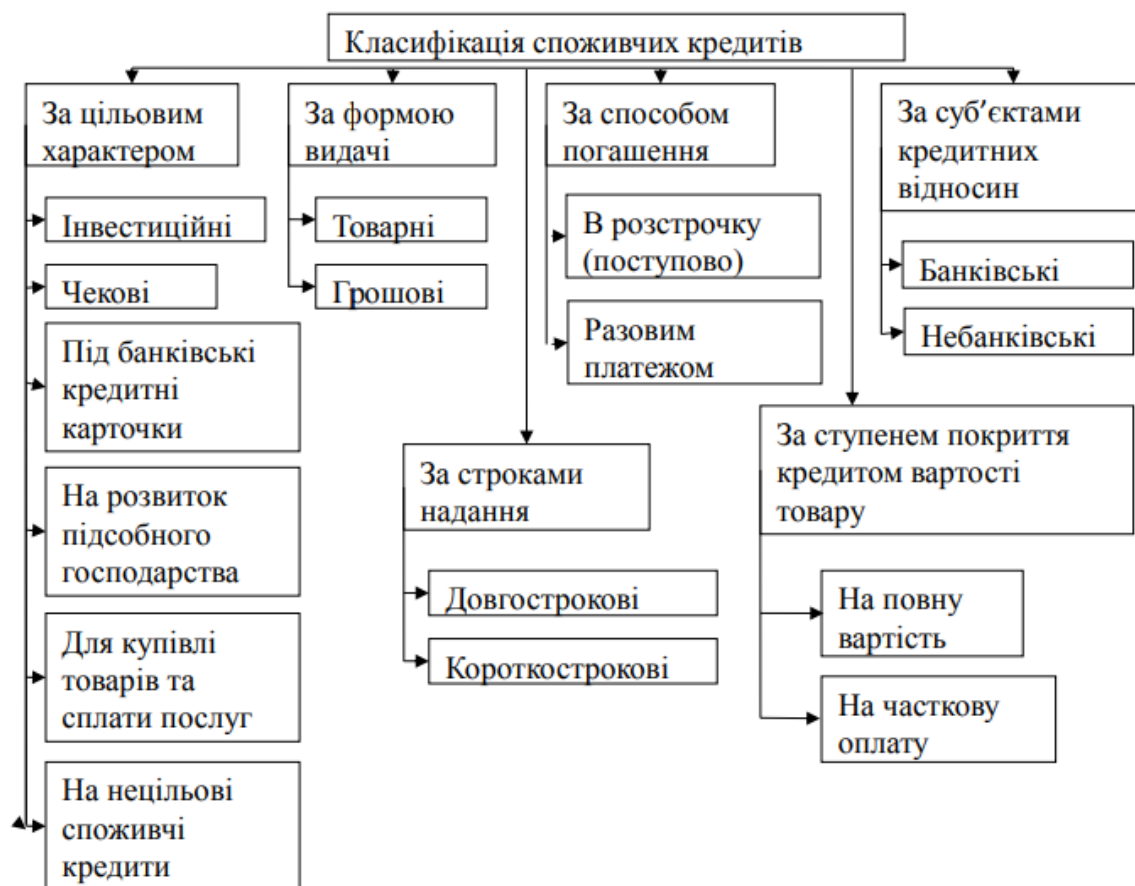 Класифікація споживчих кредитів
За цільовим
характером
Інвестиційні
Чекові
Під банківські
кредитні
карточки
На розвиток
підсобного
господарства
Для купівлі
товарів та
сплати послуг
На нецільові
споживчі
кредити
За формою
видачі
Товарні
Грошові
За строками
надання
Довгострокові
Короткострокові
За способом
погашення
В розстрочку
(поступово)
Разовим
платежом
За ступенем покриття
кредитом вартості
товару
На повну
вартість
На часткову
оплату
За суб’єктами
кредитних
відносин
Банківські
Небанківські